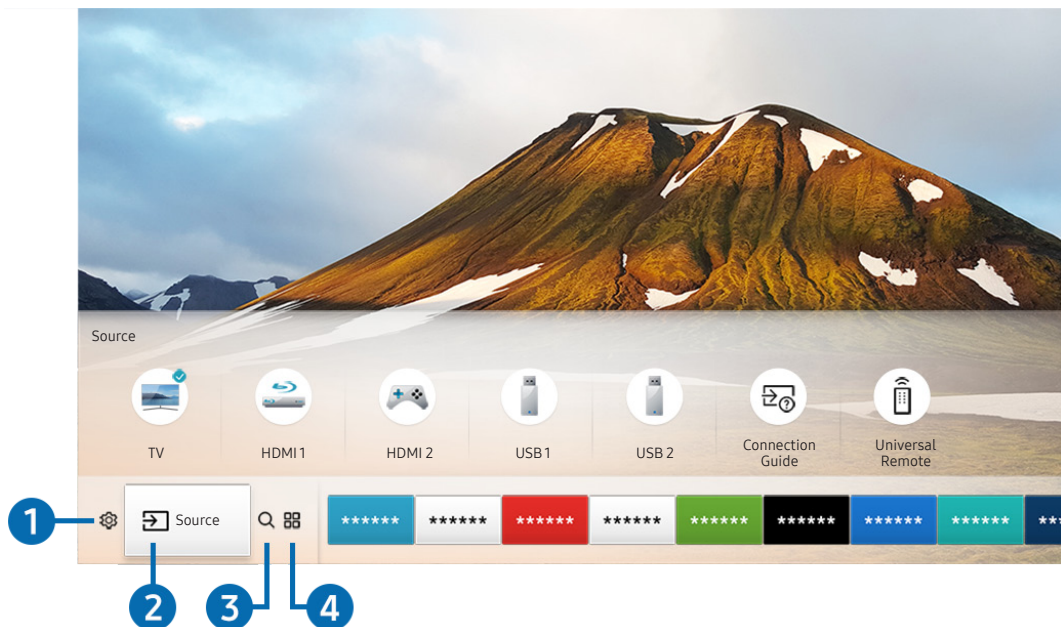 Source
TV
HDMI 1
HDMI 2
USB 1
USB 2
Connection
Guide
Universal
Remote
1
Source
****** ****** ****** ****** ****** ****** ****** ****** ***
2
3
4